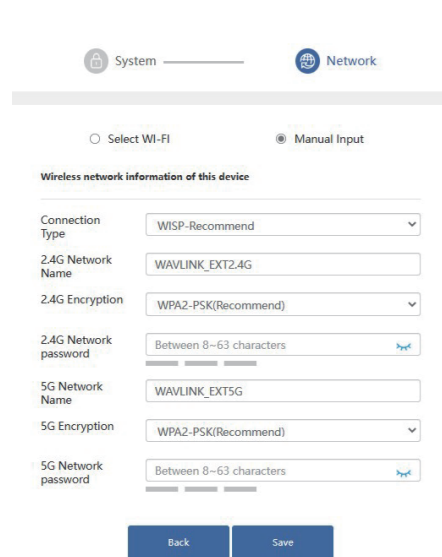 System
Network
Select WI-FI
Manual Input
Wireless network information of this device
Connection
Type
WISP-Recommend
2.4G Network
Name
WAVLINK_EXT2.4G
2.4G Encryption
WPA2-PSK(Recommend)
2.4G Network
password
Between 8~63 characters
5G Network
Name
WAVLINK_EXT5G
5G Encryption
WPA2-PSK(Recommend)
5G Network
password
Between 8~63 characters
Back
Save